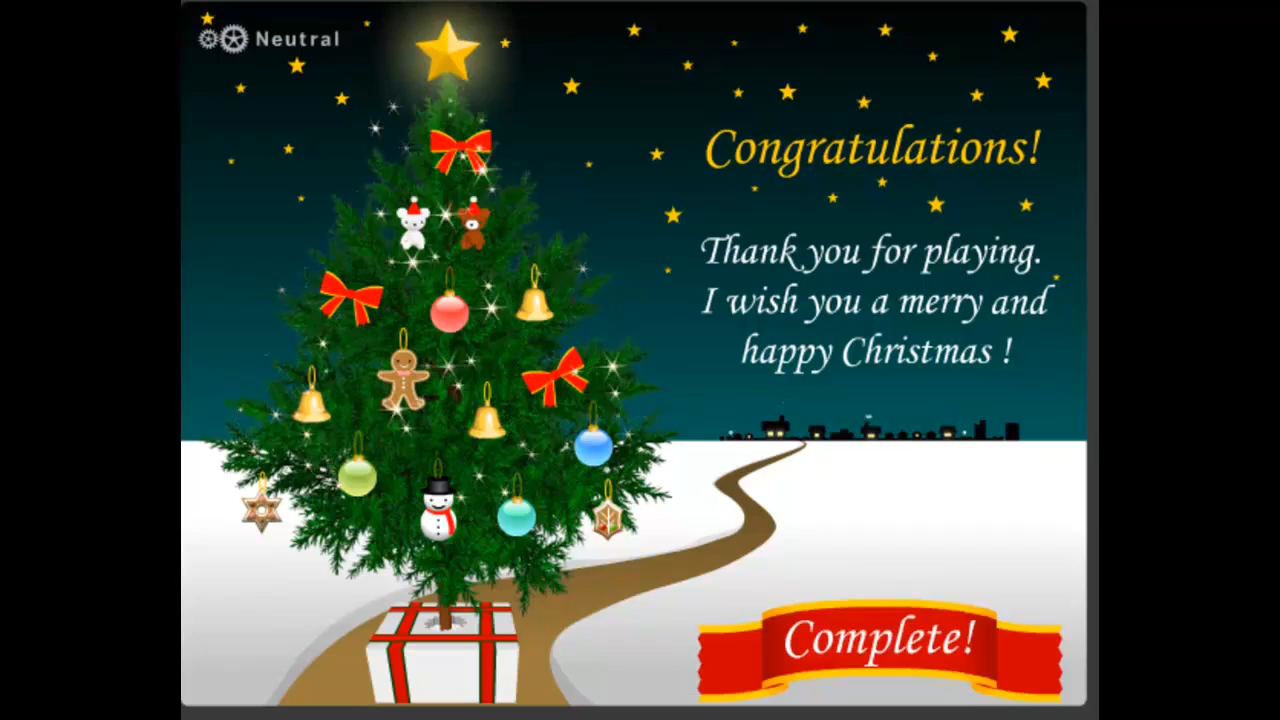 Neutral
Congratulations!
Thank you for playing.
I wish you a merry and
happy Christmas !
Complete!